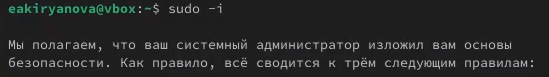 eakiryanova@vbox:~$ sudo -i
Мы полагаем, что ваш системный администратор изложил вам основы
безопасности. Как правило, всё сводится к трём следующим правилам: